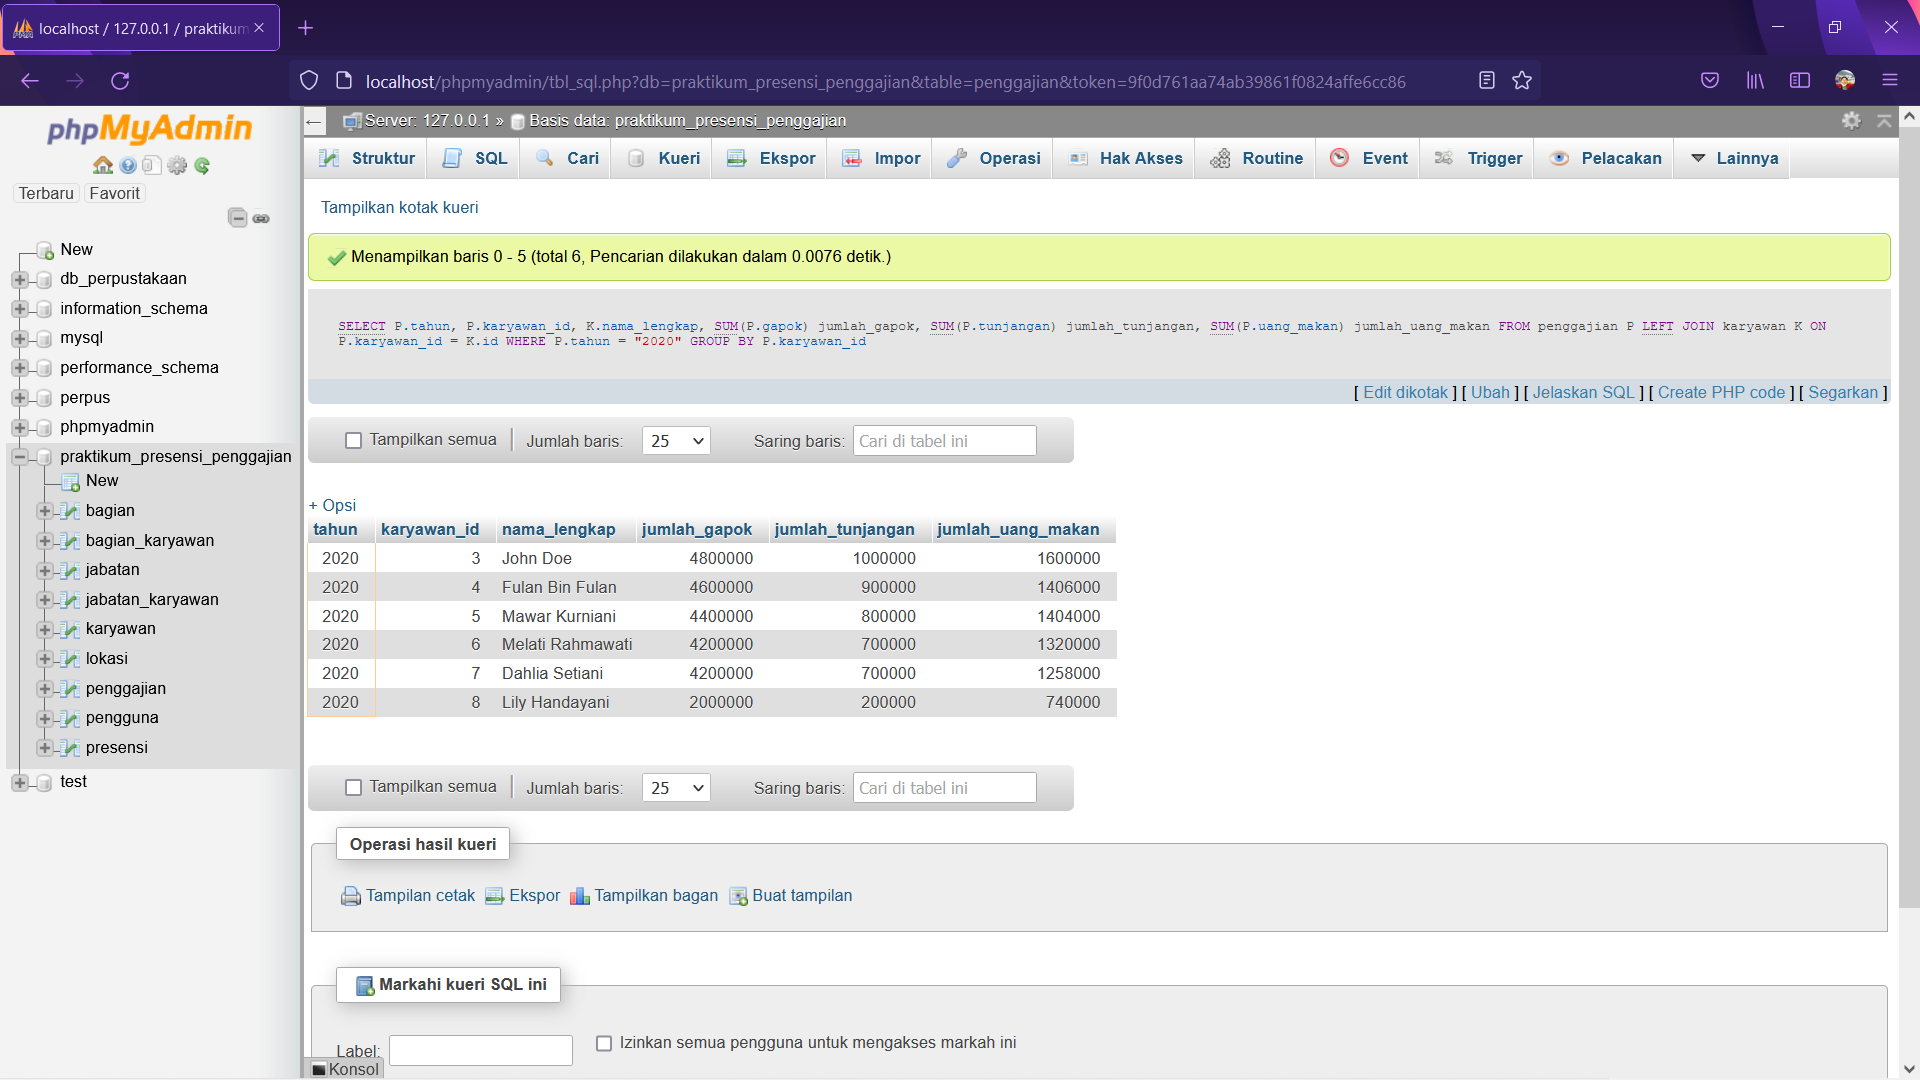 localhost / 127.0.0.1 / praktikum
localhost/phpmyadmin/tbl_sql.php?db=praktikum_presensi_penggajian&table=penggajian&token=9f0d761aa74ab39861f0824affe6cc86
phpMyAdmin
Terbaru Favorit
New
db_perpustakaan
information_schema
mysql
performance_schema
perpus
phpmyadmin
praktikum_presensi_penggajian
New
bagian
bagian_karyawan
jabatan
jabatan_karyawan
karyawan
lokasi
penggajian
pengguna
presensi
test
Server: 127.0.0.1 » Basis data: praktikum_presensi_penggajian
Struktur SQL Cari Kueri Ekspor Impor Operasi Hak Akses Routine Event Trigger Pelacakan Lainnya
Tampilkan kotak kueri
Menampilkan baris 0 - 5 (total 6, Pencarian dilakukan dalam 0.0076 detik.)
SELECT P.tahun, P.karyawan_id, K.nama_lengkap, SUM(P.gapok) jumlah_gapok, SUM(P.tunjangan) jumlah_tunjangan, SUM(P.uang_makan) jumlah_uang_makan FROM penggajian P LEFT JOIN karyawan K ON
P.karyawan_id = K.id WHERE P.tahun = "2020" GROUP BY P.karyawan_id
[ Edit dikotak ] [ Ubah ] [ Jelaskan SQL ] [ Create PHP code ] [ Segarkan ]
Tampilkan semua | Jumlah baris: 25 Saring baris: Cari di tabel ini
+ Opsi
tahun karyawan_id nama_lengkap jumlah_gapok jumlah_tunjangan jumlah_uang_makan
2020 3 John Doe 4800000 1000000 1600000
2020 4 Fulan Bin Fulan 4600000 900000 1406000
2020 5 Mawar Kurniani 4400000 800000 1404000
2020 6 Melati Rahmawati 4200000 700000 1320000
2020 7 Dahlia Setiani 4200000 700000 1258000
2020 8 Lily Handayani 2000000 200000 740000
Tampilkan semua | Jumlah baris: 25 Saring baris: Cari di tabel ini
Operasi hasil kueri
Tampilan cetak Ekspor Tampilkan bagan Buat tampilan
Markahi kueri SQL ini
Label: Izinkan semua pengguna untuk mengakses markah ini
Konsol